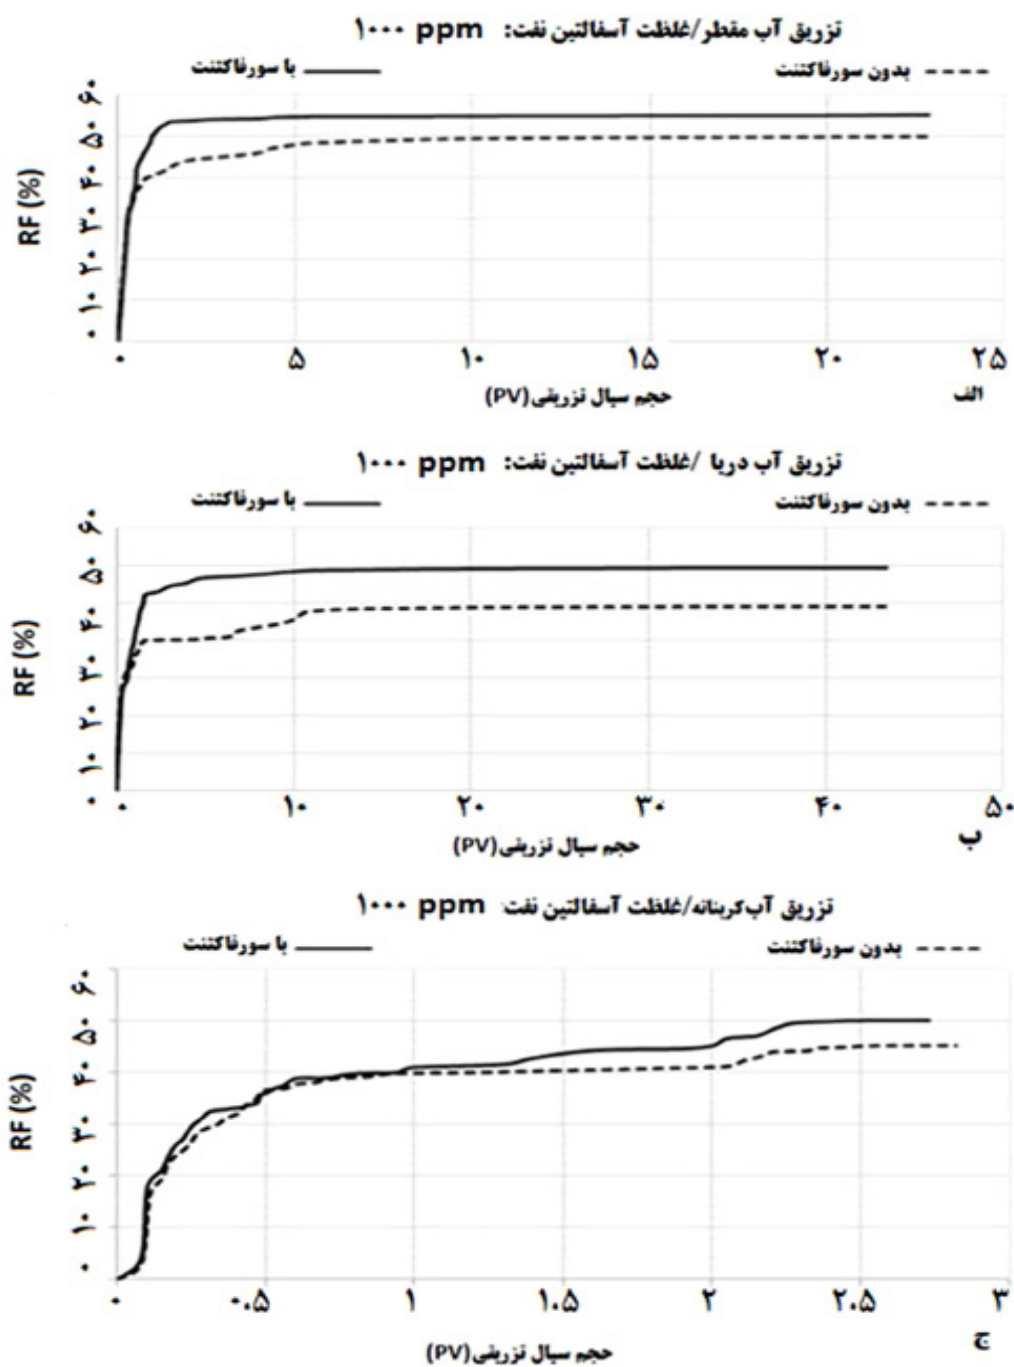 تزریق آب مقطر/غلظت آسفالتین نفت: ۱۰۰۰ ppm
با سورفاکتنت
بدون سورفاکتنت
RF (%)
۶۰
۵۰
۴۰
۳۰
۲۰
۱۰
۰
۰ ۵ ۱۰ ۱۵ ۲۰ ۲۵
حجم سیال تزریقی(PV)
الف
تزریق آب دریا /غلظت آسفالتین نفت: ۱۰۰۰ ppm
با سورفاکتنت
بدون سورفاکتنت
RF (%)
۶۰
۵۰
۴۰
۳۰
۲۰
۱۰
۰
۰ ۱۰ ۲۰ ۳۰ ۴۰ ۵۰
حجم سیال تزریقی(PV)
ب
تزریق آب‌کربناته/غلظت آسفالتین نفت: ۱۰۰۰ ppm
با سورفاکتنت
بدون سورفاکتنت
RF (%)
۶۰
۵۰
۴۰
۳۰
۲۰
۱۰
۰
۰ ۰.۵ ۱ ۱.۵ ۲ ۲.۵ ۳
حجم سیال تزریقی(PV)
ج